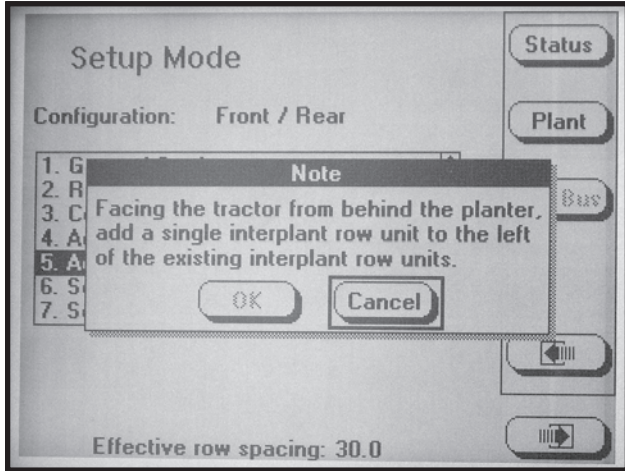 Setup Mode
Status
Configuration: Front / Rear
Plant
1. G
Note
2. R
Bus
3. C
Facing the tractor from behind the planter,
4. A
add a single interplant row unit to the left
5. A
of the existing interplant row units.
6. S
7. S
OK
Cancel
Effective row spacing: 30.0